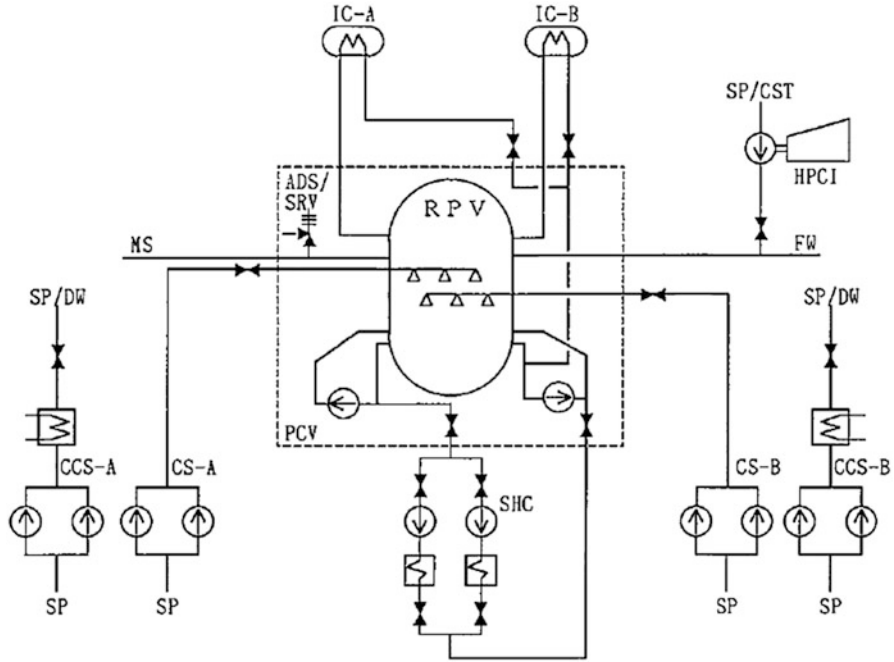 IC-A
IC-B
SP/CST
HPCI
ADS/
SRV
RPV
MS
FW
SP/DW
SP/DW
PCV
CCS-A
CS-A
SHC
CS-B
CCS-B
SP
SP
SP
SP